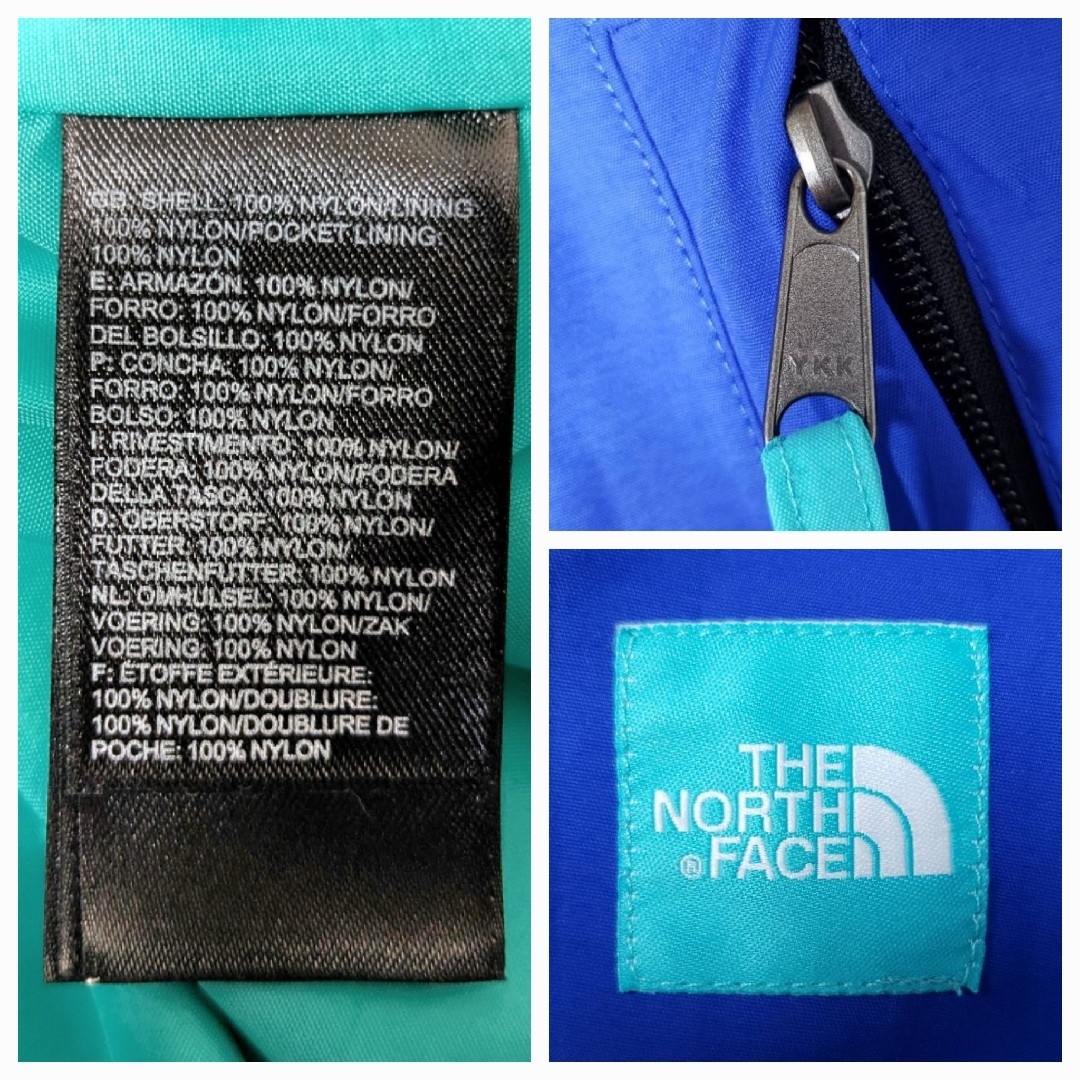 GB: SHELL: 100% NYLON/LINING:
100% NYLON/POCKET LINING:
100% NYLON
E: ARMAZÓN: 100% NYLON/
FORRO: 100% NYLON/FORRO
DEL BOLSILLO: 100% NYLON
P: CONCHA: 100% NYLON/
FORRO: 100% NYLON/FORRO
BOLSO: 100% NYLON
I: RIVESTIMENTO: 100% NYLON/
FODERA: 100% NYLON/FODERA
DELLA TASCA: 100% NYLON
D: OBERSTOFF: 100% NYLON/
FUTTER: 100% NYLON/
TASCHENFUTTER: 100% NYLON
NL: OMHULSEL: 100% NYLON/
VOERING: 100% NYLON/ZAK
VOERING: 100% NYLON
F: ÉTOFFE EXTÉRIEURE:
100% NYLON/DOUBLURE:
100% NYLON/DOUBLURE DE
POCHE: 100% NYLON
YKK
THE
NORTH
®FACE